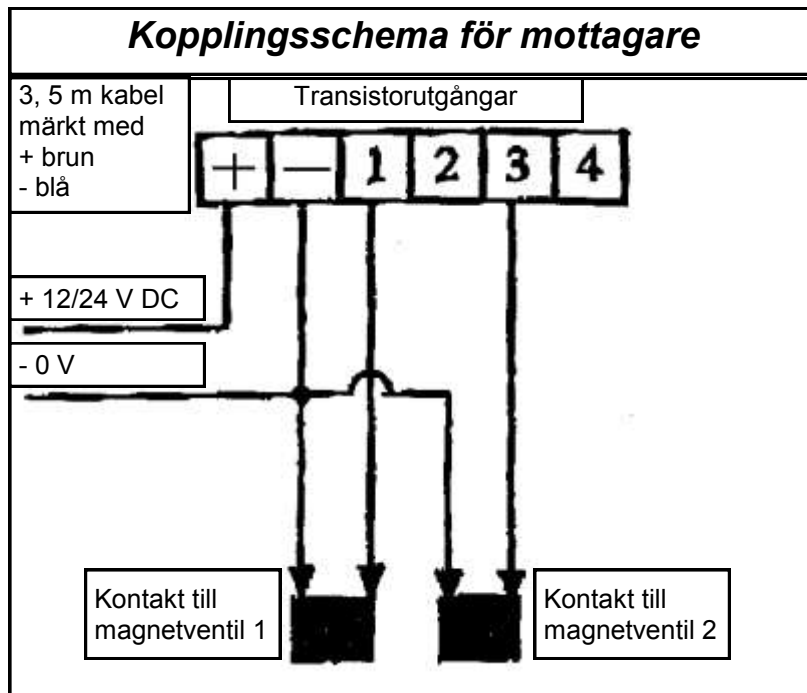 Kopplingsschema för mottagare
3, 5 m kabel
märkt med
+ brun
- blå
Transistorutgångar
+ — 1 2 3 4
+ 12/24 V DC
- 0 V
Kontakt till
magnetventil 1
Kontakt till
magnetventil 2